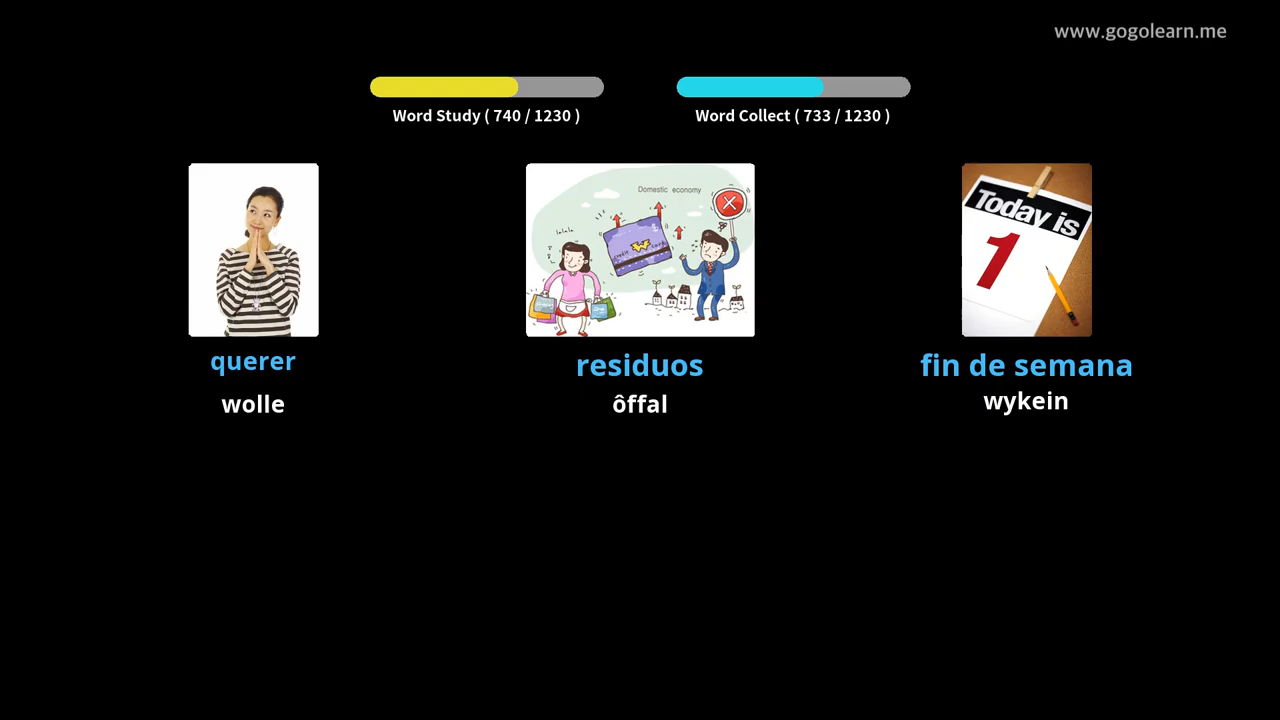 www.gogolearn.me
Word Study ( 740 / 1230 )
Word Collect ( 733 / 1230 )
Domestic economy
lalala
Today is
1
querer
residuos
fin de semana
wolle
ôffal
wykein